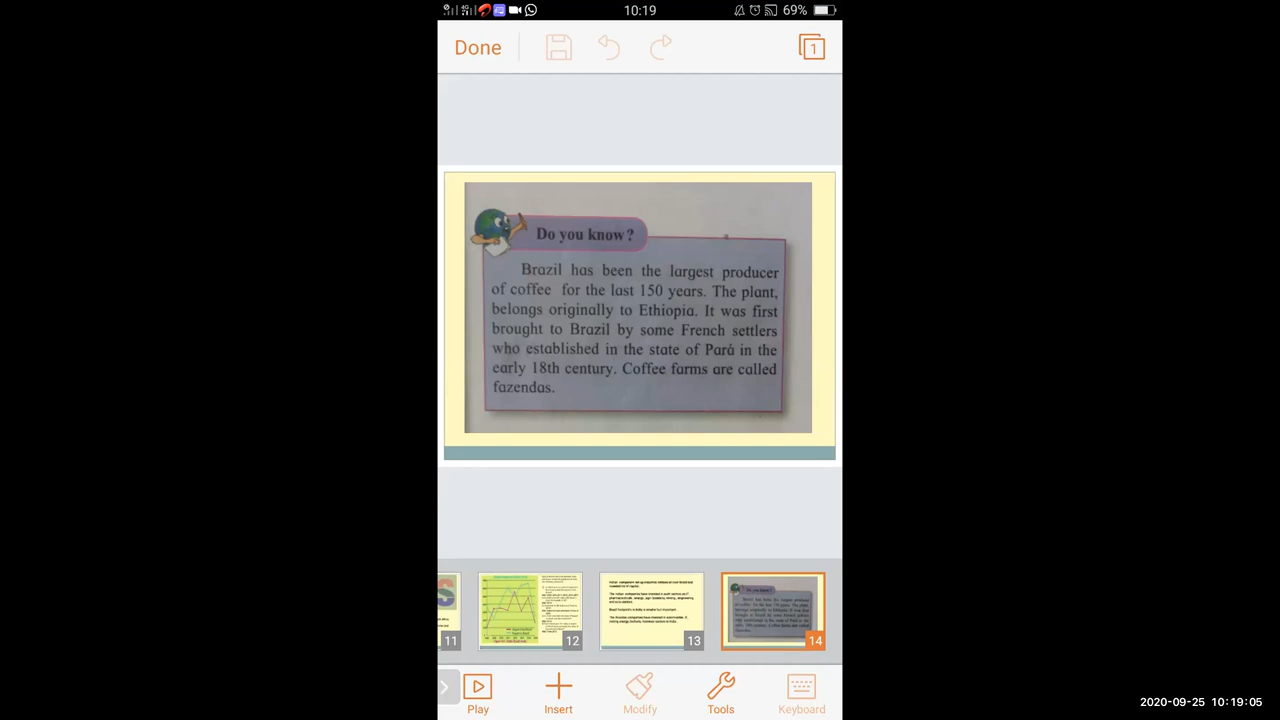 10:19
69%
Done
1
Do you know?
Brazil has been the largest producer
of coffee for the last 150 years. The plant,
belongs originally to Ethiopia. It was first
brought to Brazil by some French settlers
who established in the state of Pará in the
early 18th century. Coffee farms are called
fazendas.
11
12
13
14
Play
Insert
Modify
Tools
Keyboard
2020-09-25 10:19:05